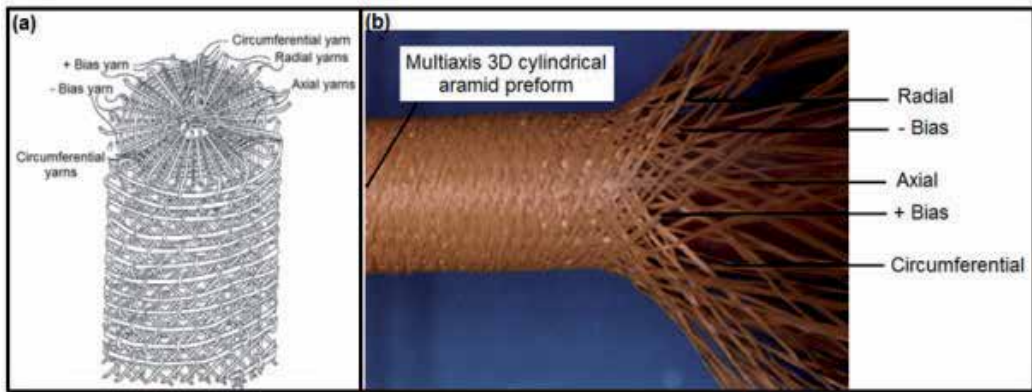 (a)
Circumferential yarn
Radial yarns
+ Bias yarn
Axial yarns
- Bias yarn
Circumferential
yarns
(b)
Multiaxis 3D cylindrical
aramid preform
Radial
- Bias
Axial
+ Bias
Circumferential